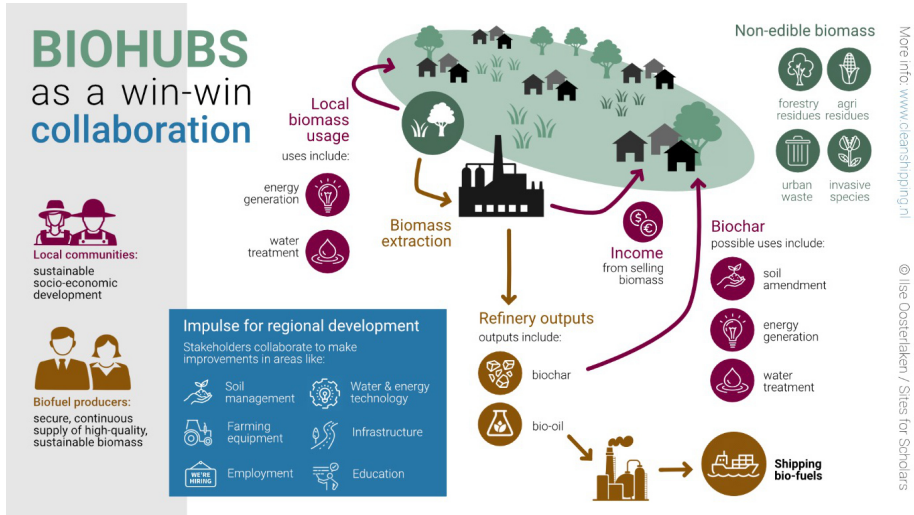 BIOHUBS
as a win-win
collaboration
Local communities:
sustainable
socio-economic
development
Biofuel producers:
secure, continuous
supply of high-quality,
sustainable biomass
Local
biomass
usage
uses include:
energy
generation
water
treatment
Biomass
extraction
Income
from selling
biomass
Non-edible biomass
forestry
residues
agri
residues
urban
waste
invasive
species
Biochar
possible uses include:
soil
amendment
energy
generation
water
treatment
Refinery outputs
outputs include:
biochar
bio-oil
Shipping
bio-fuels
Impulse for regional development
Stakeholders collaborate to make
improvements in areas like:
Soil
management
Water & energy
technology
Farming
equipment
Infrastructure
WE'RE
HIRING
Employment
Education
More info: www.cleanshipping.nl
© Ilse Oosterlaken / Sites for Scholars